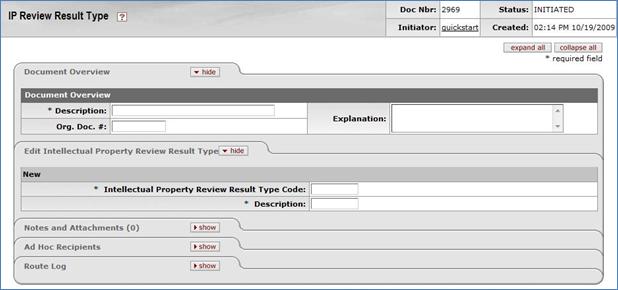 IP Review Result Type ?
Doc Nbr: 2969 Status: INITIATED
Initiator: quickstart Created: 02:14 PM 10/19/2009
expand all collapse all
* required field
Document Overview hide
Document Overview
* Description: Explanation:
Org. Doc. #:
Edit Intellectual Property Review Result Type hide
New
* Intellectual Property Review Result Type Code:
* Description:
Notes and Attachments (0) show
Ad Hoc Recipients show
Route Log show